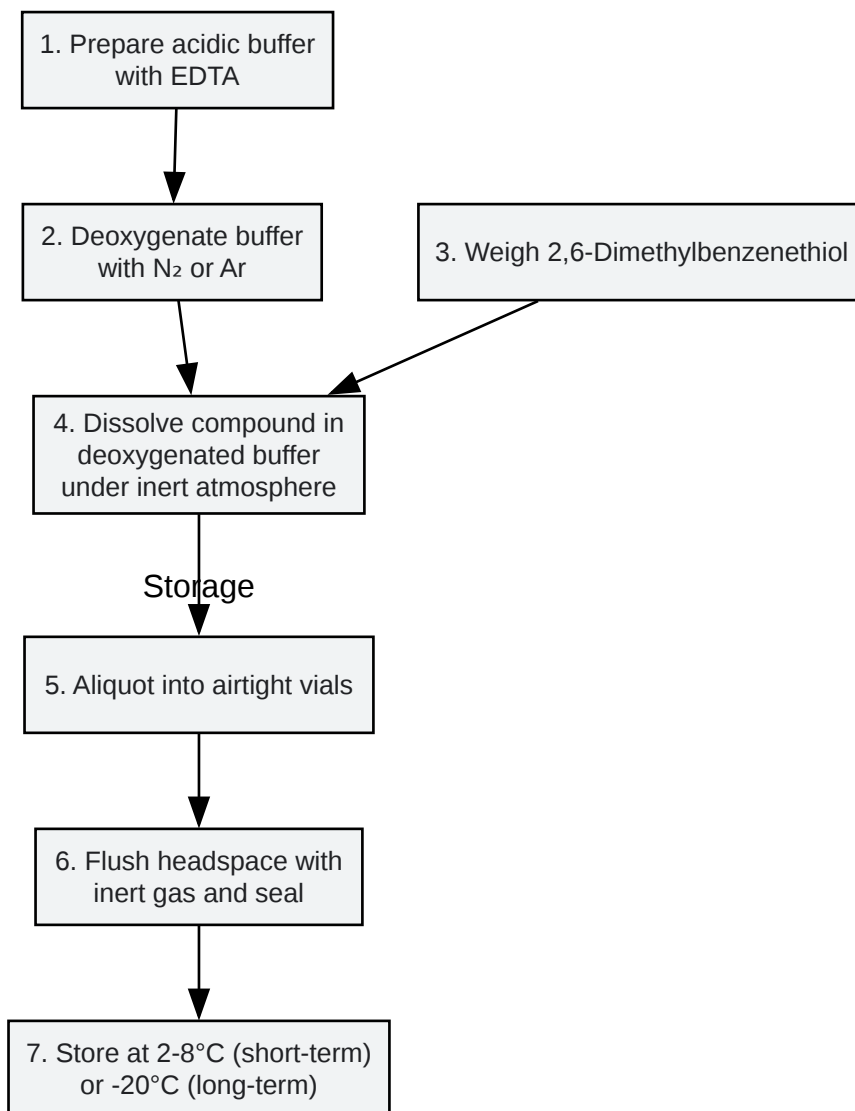 1. Prepare acidic buffer
with EDTA
2. Deoxygenate buffer
with N₂ or Ar
3. Weigh 2,6-Dimethylbenzenethiol
4. Dissolve compound in
deoxygenated buffer
under inert atmosphere
Storage
5. Aliquot into airtight vials
6. Flush headspace with
inert gas and seal
7. Store at 2-8°C (short-term)
or -20°C (long-term)